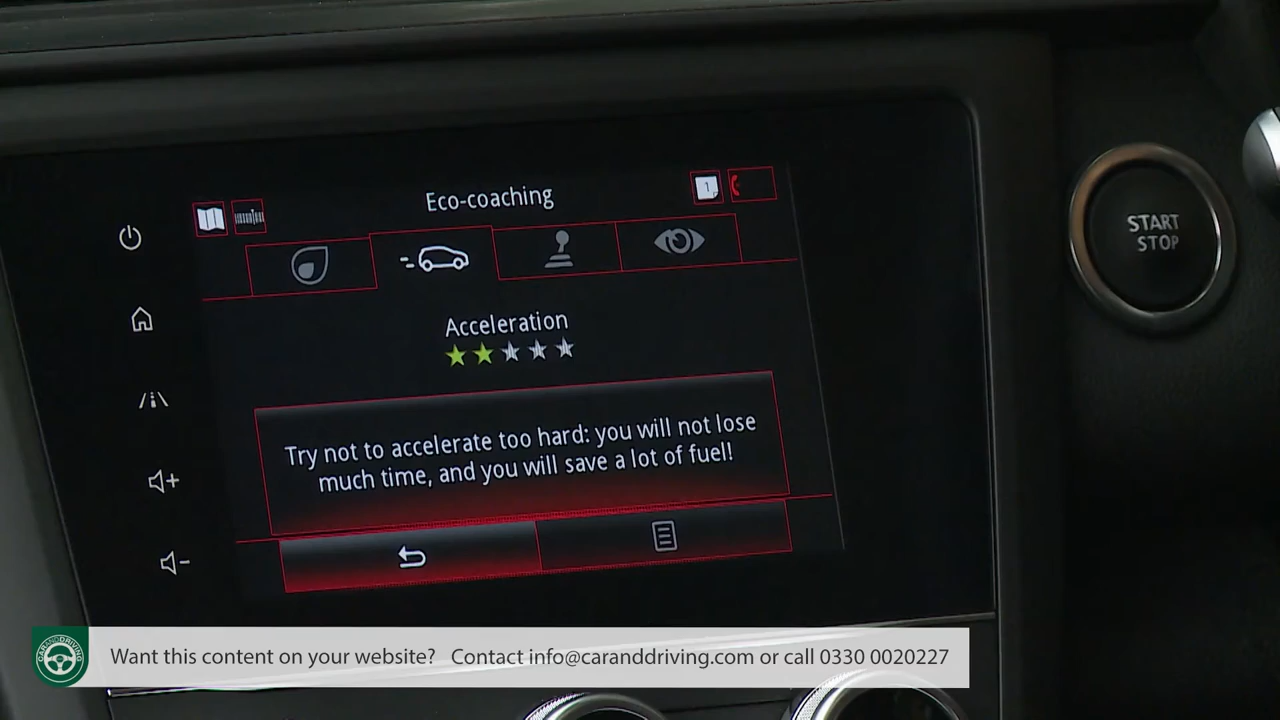 Eco-coaching
1
START
STOP
Acceleration
Try not to accelerate too hard: you will not lose
much time, and you will save a lot of fuel!
CARANDDRIVING
Want this content on your website? Contact info@caranddriving.com or call 0330 0020227